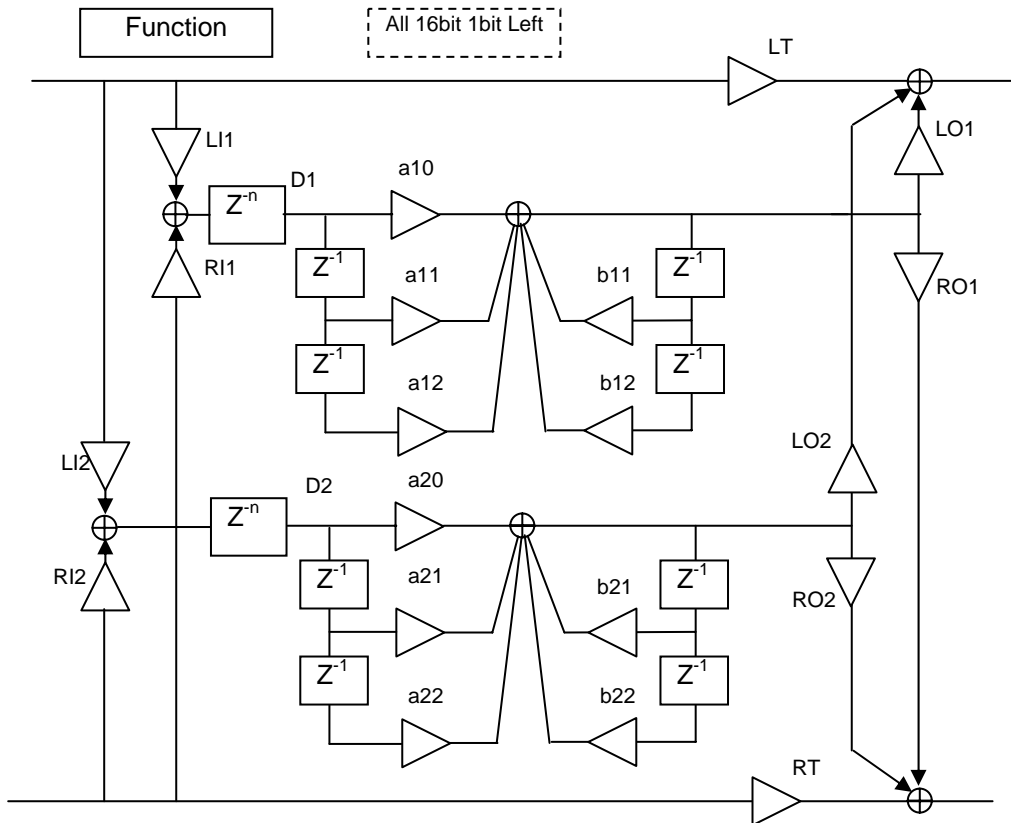 Function
All 16bit 1bit Left
LT
LI1
LO1
a10
D1
Z⁻ⁿ
RI1
a11
b11
Z⁻¹
Z⁻¹
RO1
a12
b12
Z⁻¹
Z⁻¹
LI2
LO2
a20
D2
Z⁻ⁿ
RI2
a21
b21
Z⁻¹
Z⁻¹
RO2
a22
b22
Z⁻¹
Z⁻¹
RT